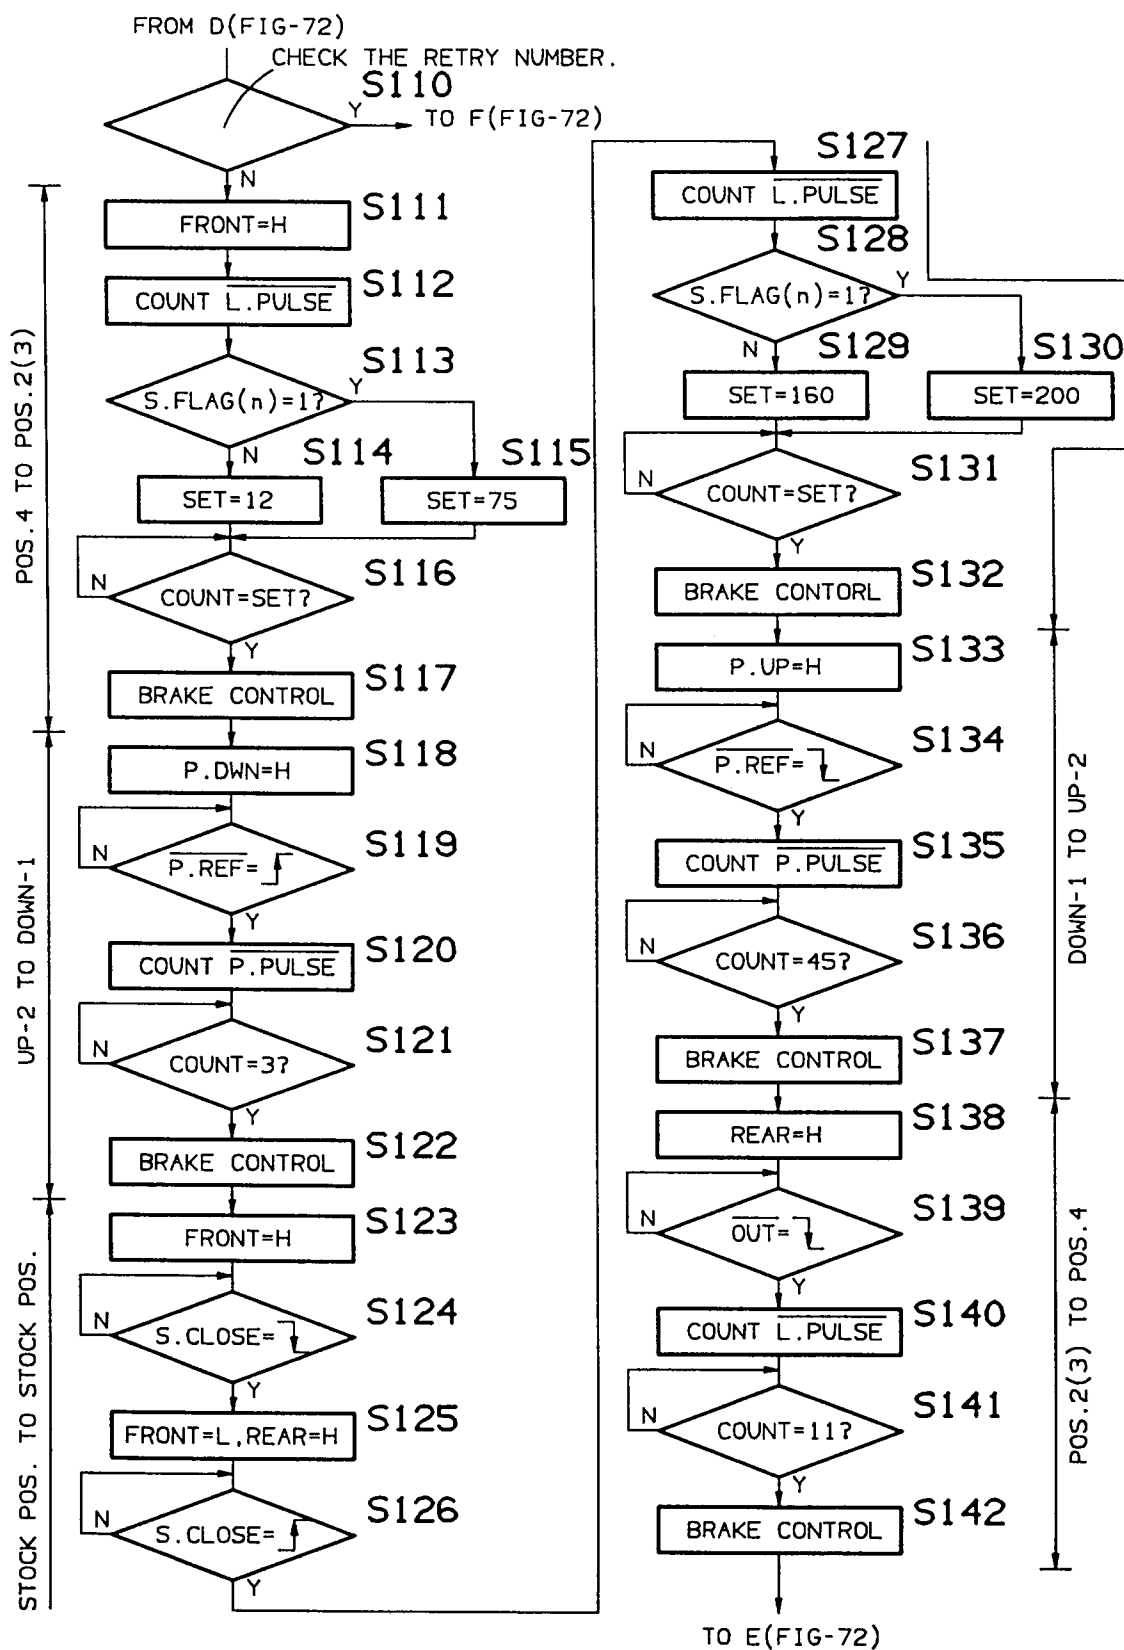 FROM D(FIG-72)
CHECK THE RETRY NUMBER.
S110
Y
TO F(FIG-72)
N
POS.4 TO POS.2(3)
FRONT=H
S111
COUNT L.PULSE
S112
S.FLAG(n)=1?
S113
Y
N
S114
SET=12
S115
SET=75
COUNT=SET?
S116
N
Y
BRAKE CONTROL
S117
UP-2 TO DOWN-1
P.DWN=H
S118
P.REF=
S119
N
Y
COUNT P.PULSE
S120
COUNT=3?
S121
N
Y
BRAKE CONTROL
S122
STOCK POS. TO STOCK POS.
FRONT=H
S123
S.CLOSE=
S124
N
Y
FRONT=L,REAR=H
S125
S.CLOSE=
S126
N
Y
S127
COUNT L.PULSE
S128
S.FLAG(n)=1?
Y
N
S129
SET=160
S130
SET=200
S131
COUNT=SET?
N
Y
S132
BRAKE CONTORL
DOWN-1 TO UP-2
S133
P.UP=H
S134
P.REF=
N
Y
S135
COUNT P.PULSE
S136
COUNT=45?
N
Y
S137
BRAKE CONTROL
POS.2(3) TO POS.4
S138
REAR=H
S139
OUT=
N
Y
S140
COUNT L.PULSE
S141
COUNT=11?
N
Y
S142
BRAKE CONTROL
TO E(FIG-72)